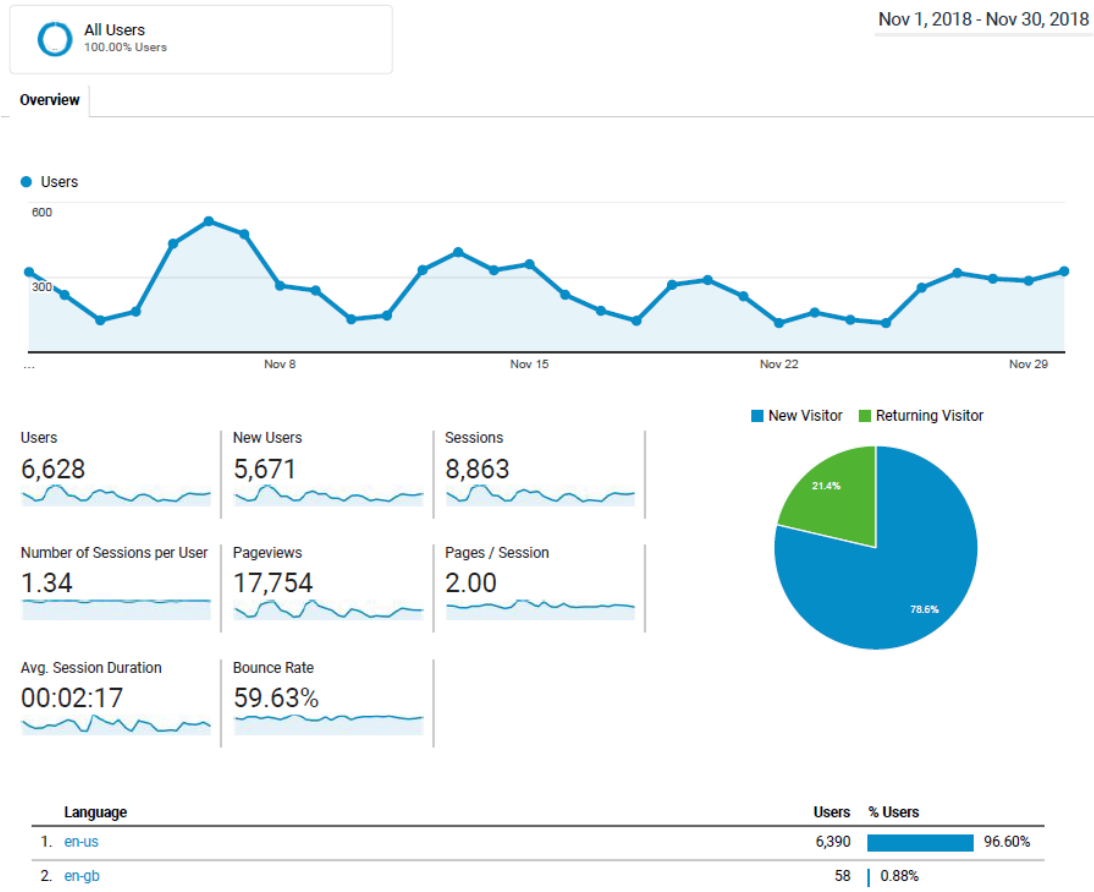 All Users
100.00% Users
Nov 1, 2018 - Nov 30, 2018
Overview
Users
600
300
...
Nov 8
Nov 15
Nov 22
Nov 29
New Visitor Returning Visitor
Users New Users Sessions
6,628 5,671 8,863
21.4%
Number of Sessions per User Pageviews Pages / Session
1.34 17,754 2.00
78.6%
Avg. Session Duration Bounce Rate
00:02:17 59.63%
Language Users % Users
1. en-us 6,390 96.60%
2. en-gb 58 0.88%